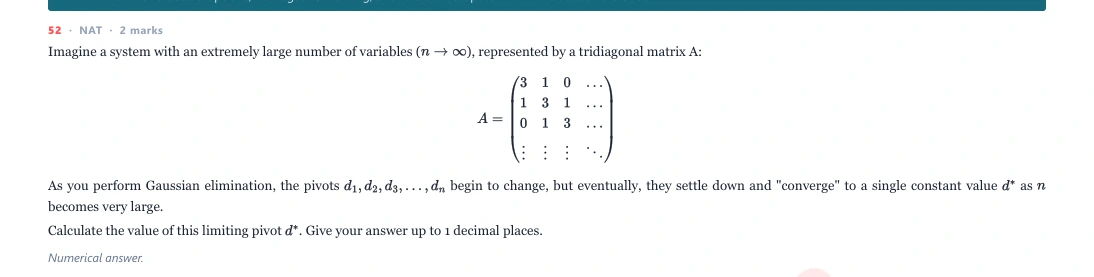 52 · NAT · 2 marks
Imagine a system with an extremely large number of variables (n → ∞), represented by a tridiagonal matrix A:
3 1 0 ...
1 3 1 ...
A =
0 1 3 ...
⋮ ⋮ ⋮ ⋱
As you perform Gaussian elimination, the pivots d₁, d₂, d₃, . . . , dₙ begin to change, but eventually, they settle down and "converge" to a single constant value d* as n
becomes very large.
Calculate the value of this limiting pivot d*. Give your answer up to 1 decimal places.
Numerical answer.